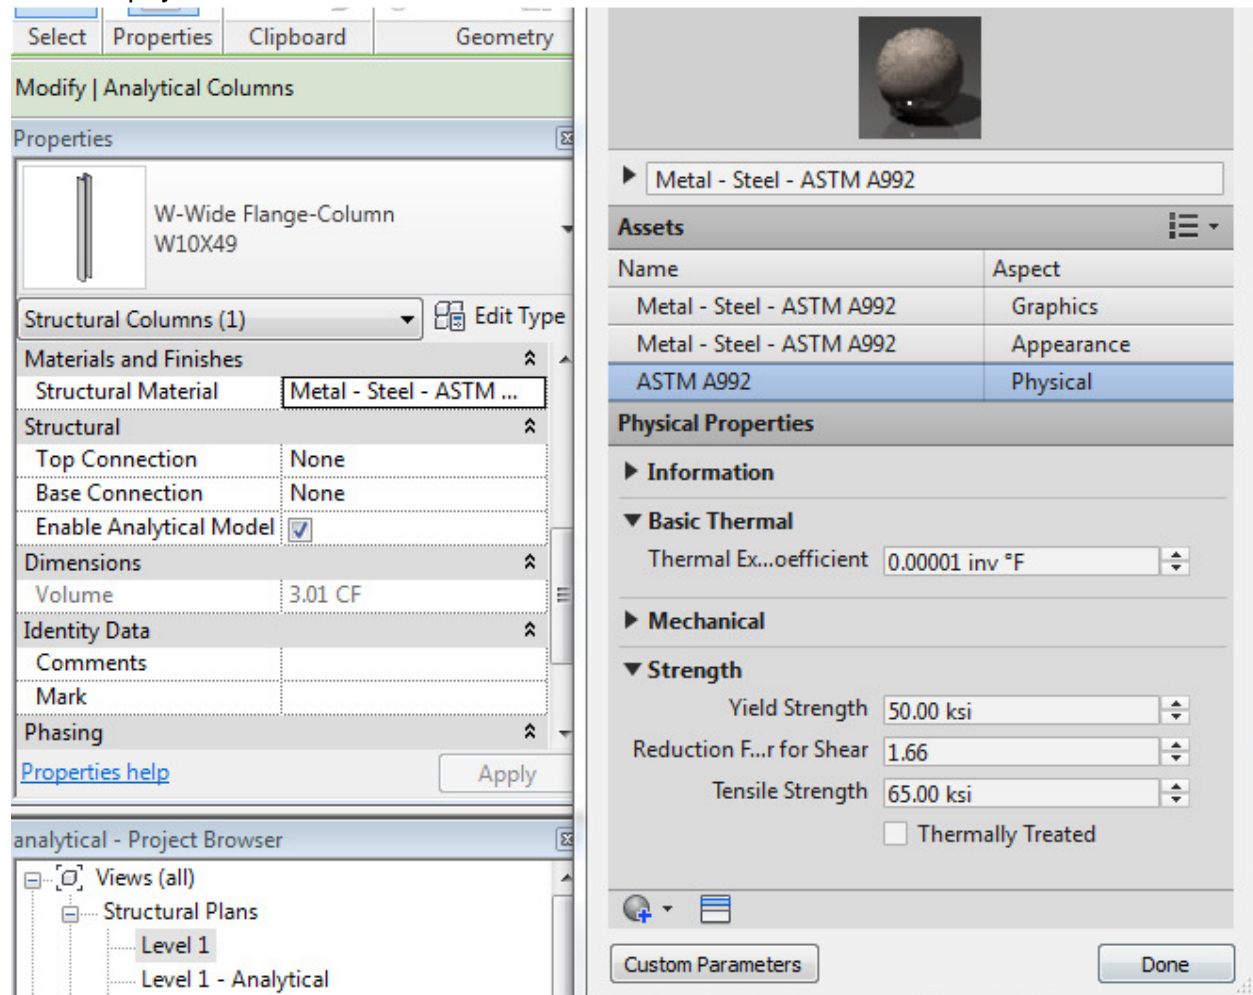 Select Properties Clipboard Geometry
Modify | Analytical Columns
Properties
W-Wide Flange-Column
W10X49
Structural Columns (1) Edit Type
Materials and Finishes
Structural Material Metal - Steel - ASTM ...
Structural
Top Connection None
Base Connection None
Enable Analytical Model
Dimensions
Volume 3.01 CF
Identity Data
Comments
Mark
Phasing
Properties help Apply
analytical - Project Browser
Views (all)
Structural Plans
Level 1
Level 1 - Analytical
Metal - Steel - ASTM A992
Assets
Name Aspect
Metal - Steel - ASTM A992 Graphics
Metal - Steel - ASTM A992 Appearance
ASTM A992 Physical
Physical Properties
Information
Basic Thermal
Thermal Ex...oefficient 0.00001 inv °F
Mechanical
Strength
Yield Strength 50.00 ksi
Reduction F...r for Shear 1.66
Tensile Strength 65.00 ksi
Thermally Treated
Custom Parameters Done